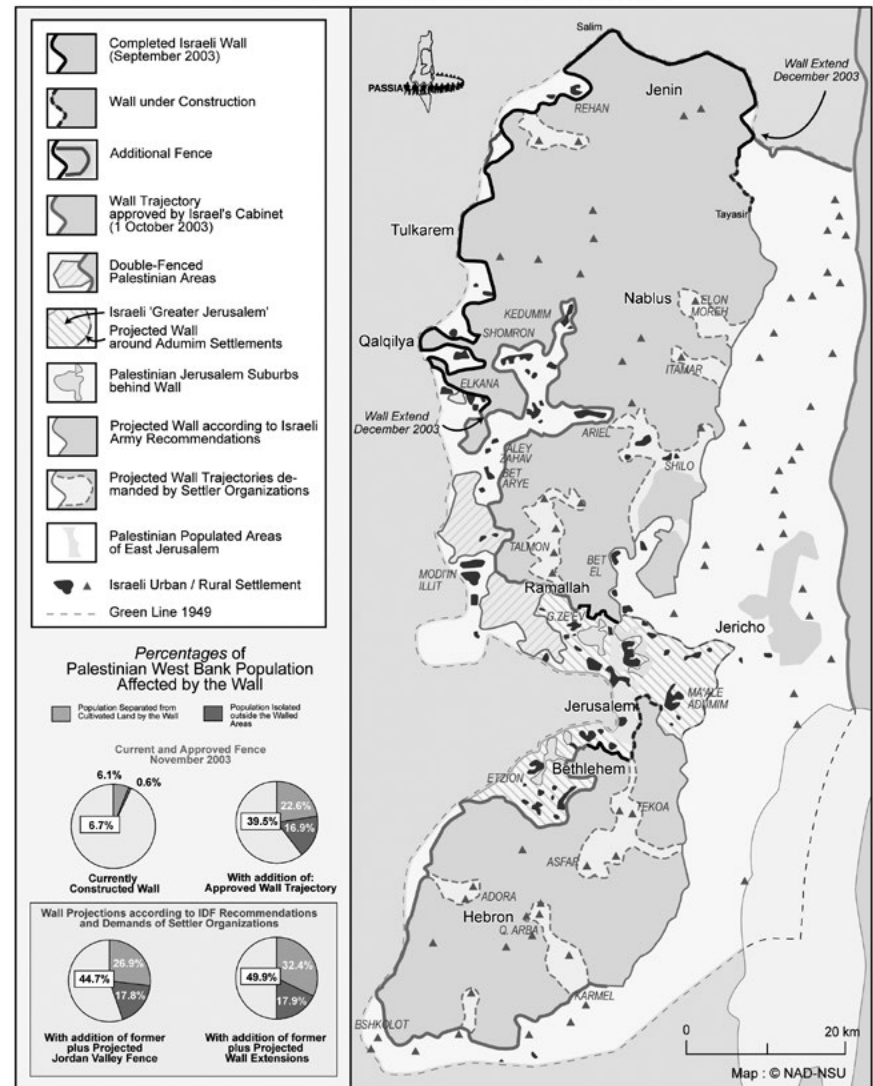 Completed Israeli Wall
(September 2003)
Wall under Construction
Additional Fence
Wall Trajectory
approved by Israel's Cabinet
(1 October 2003)
Double-Fenced
Palestinian Areas
Israeli 'Greater Jerusalem'
Projected Wall
around Adumim Settlements
Palestinian Jerusalem Suburbs
behind Wall
Projected Wall according to Israeli
Army Recommendations
Projected Wall Trajectories de-
manded by Settler Organizations
Palestinian Populated Areas
of East Jerusalem
Israeli Urban / Rural Settlement
Green Line 1949
Percentages of
Palestinian West Bank Population
Affected by the Wall
Population Separated from
Cultivated Land by the Wall
Population Isolated
outside the Walled
Areas
Current and Approved Fence
November 2003
6.1%
0.6%
6.7%
Currently
Constructed Wall
22.6%
39.5%
16.9%
With addition of:
Approved Wall Trajectory
Wall Projections according to IDF Recommendations
and Demands of Settler Organizations
26.9%
44.7%
17.8%
With addition of former
plus Projected
Jordan Valley Fence
32.4%
49.9%
17.9%
With addition of former
plus Projected
Wall Extensions
PASSIA
Salim
Wall Extend
December 2003
Jenin
REHAN
Tayasir
Tulkarem
Nablus
ELON
MOREH
KEDUMIM
SHOMRON
Qalqilya
ITAMAR
ELKANA
Wall Extend
December 2003
ARIEL
ALEY
ZAHAV
BET
ARYE
SHILO
TALMON
BET
EL
MODI'IN
ILLIT
Ramallah
G.ZE'EV
Jericho
MA'ALE
ADUMIM
Jerusalem
Bethlehem
ETZION
TEKOA
ASFAR
ADORA
Hebron
Q. ARBA
KARMEL
ESHKOLOT
0
20 km
Map : © NAD-NSU